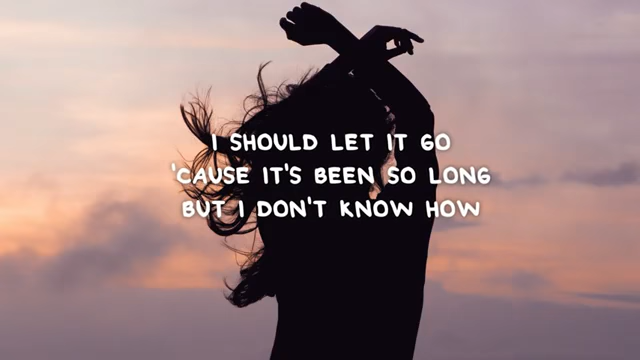 I SHOULD LET IT GO
'CAUSE IT'S BEEN SO LONG
BUT I DON'T KNOW HOW